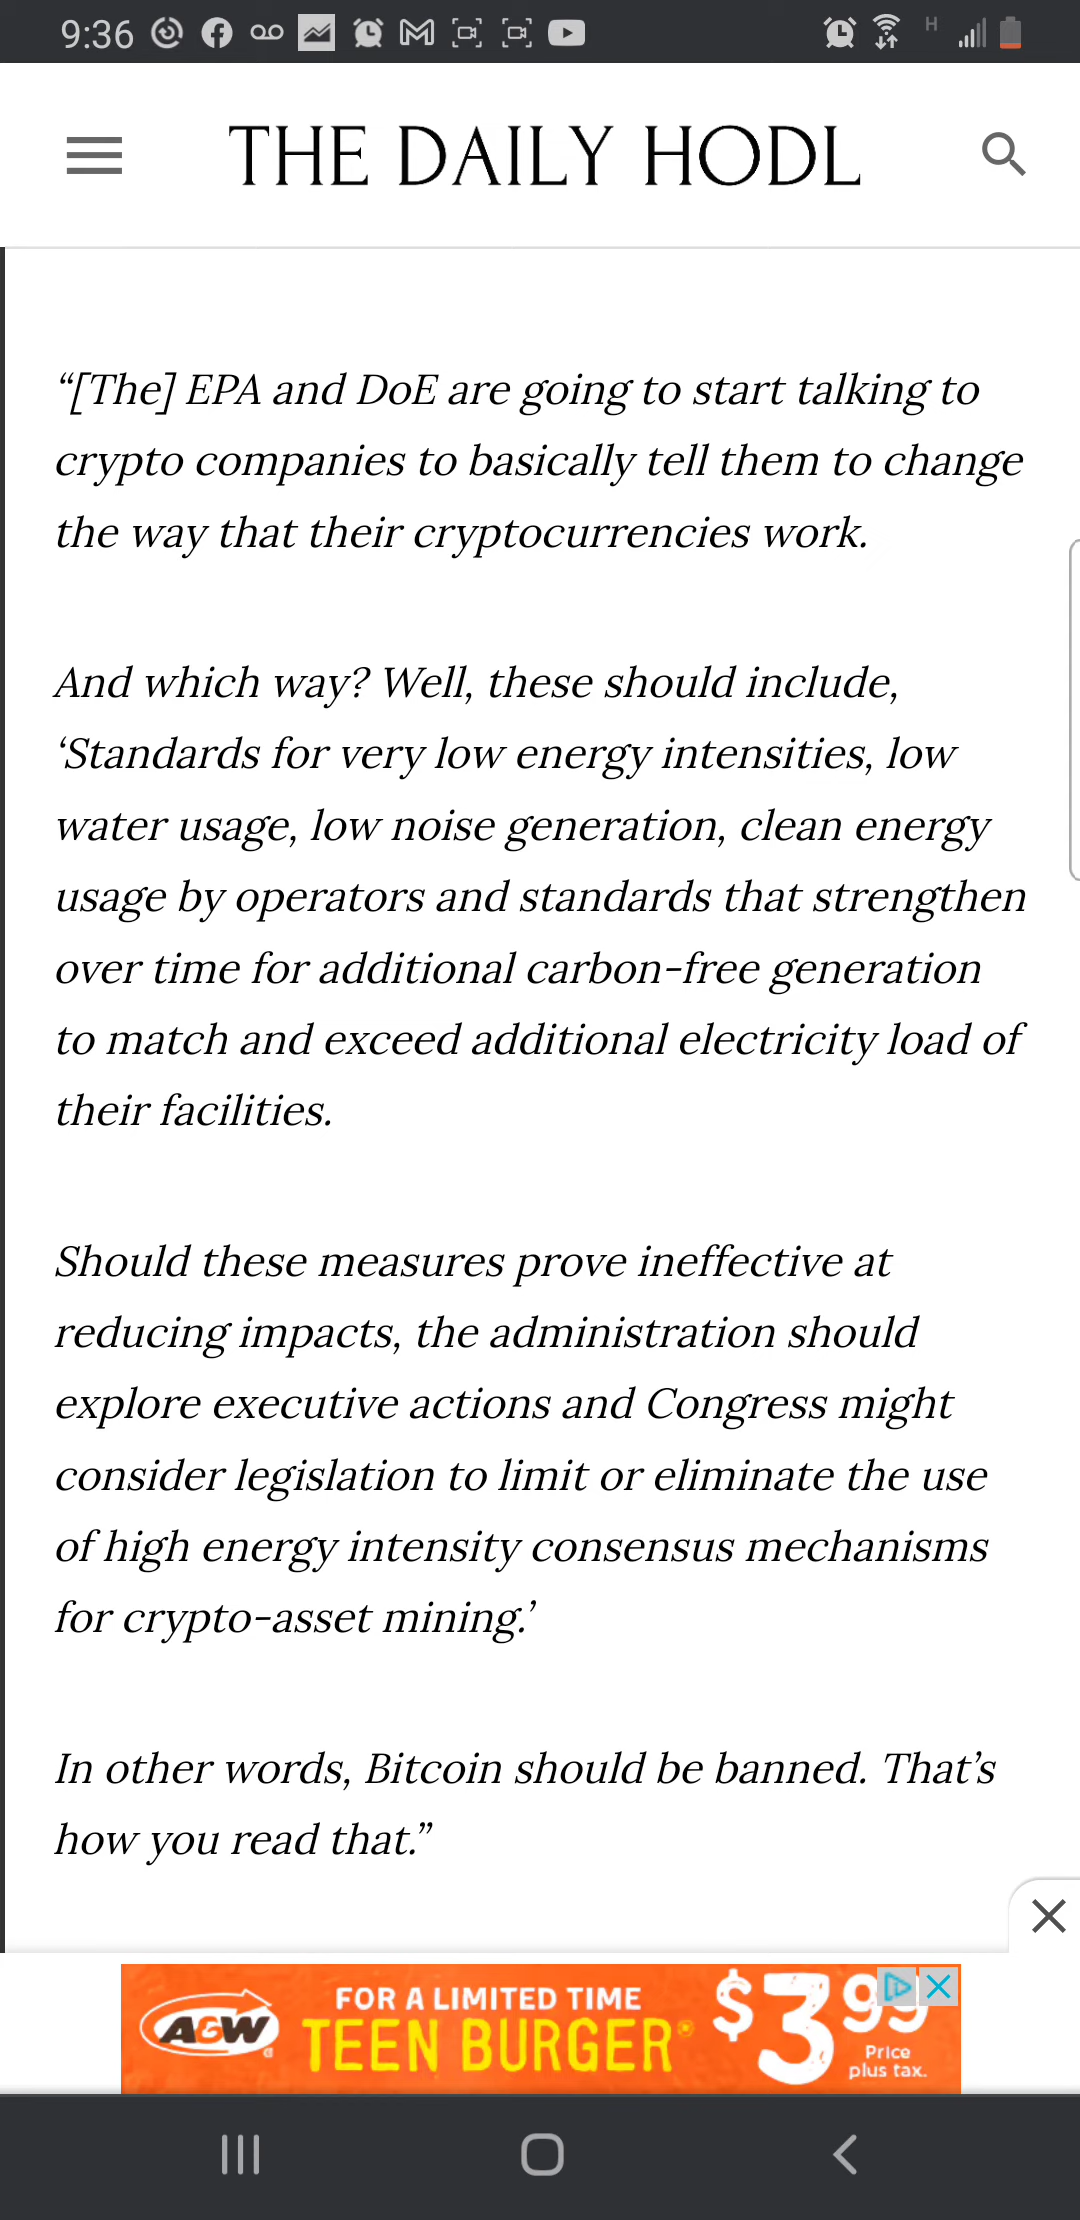 9:36
H
THE DAILY HODL
“[The] EPA and DoE are going to start talking to
crypto companies to basically tell them to change
the way that their cryptocurrencies work.
And which way? Well, these should include,
‘Standards for very low energy intensities, low
water usage, low noise generation, clean energy
usage by operators and standards that strengthen
over time for additional carbon-free generation
to match and exceed additional electricity load of
their facilities.
Should these measures prove ineffective at
reducing impacts, the administration should
explore executive actions and Congress might
consider legislation to limit or eliminate the use
of high energy intensity consensus mechanisms
for crypto-asset mining.’
In other words, Bitcoin should be banned. That’s
how you read that.”
A&W
FOR A LIMITED TIME
TEEN BURGER®
$3.99
Price
plus tax.